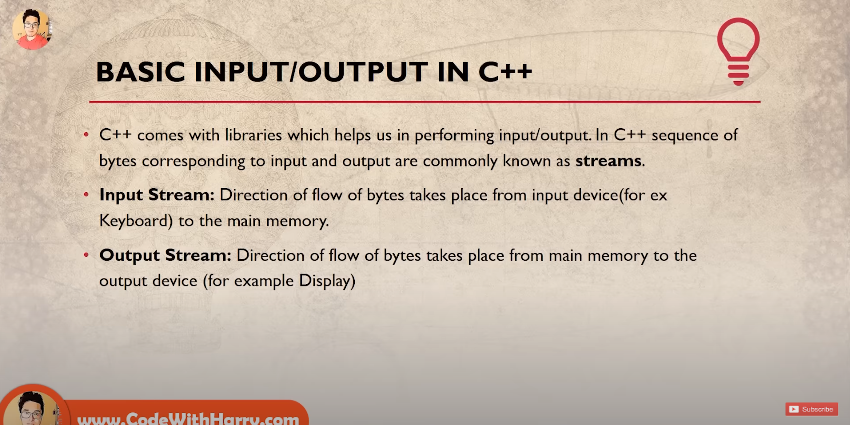 BASIC INPUT/OUTPUT IN C++
• C++ comes with libraries which helps us in performing input/output. In C++ sequence of
bytes corresponding to input and output are commonly known as streams.
• Input Stream: Direction of flow of bytes takes place from input device(for ex
Keyboard) to the main memory.
• Output Stream: Direction of flow of bytes takes place from main memory to the
output device (for example Display)
Subscribe
www.CodeWithHarry.com